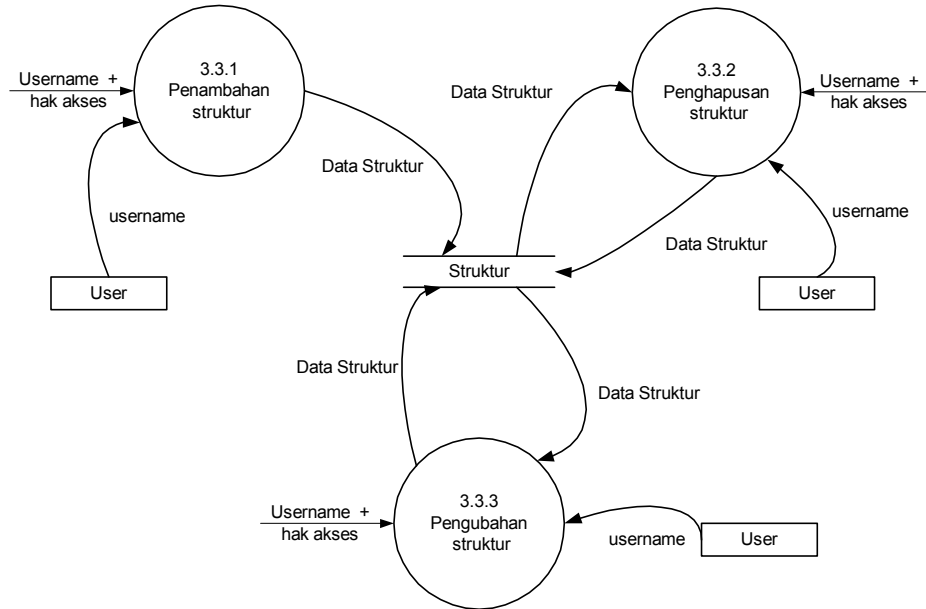 3.3.1
Penambahan
struktur
Username +
hak akses
username
User
Data Struktur
Data Struktur
3.3.2
Penghapusan
struktur
Username +
hak akses
username
User
Data Struktur
Struktur
Data Struktur
Data Struktur
3.3.3
Pengubahan
struktur
Username +
hak akses
username
User